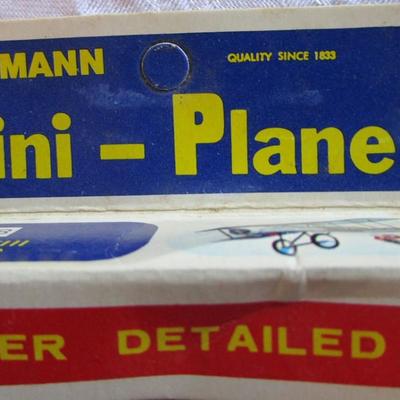 MANN
QUALITY SINCE 1833
ini – Plane
ER DETAILED